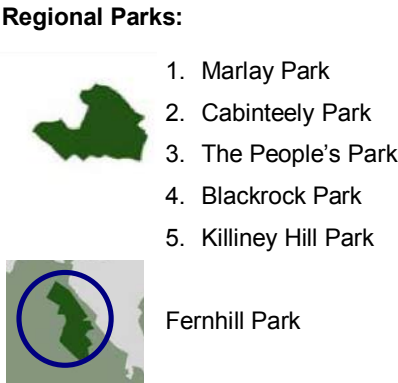 Regional Parks:
1. Marlay Park
2. Cabinteely Park
3. The People's Park
4. Blackrock Park
5. Killiney Hill Park
Fernhill Park